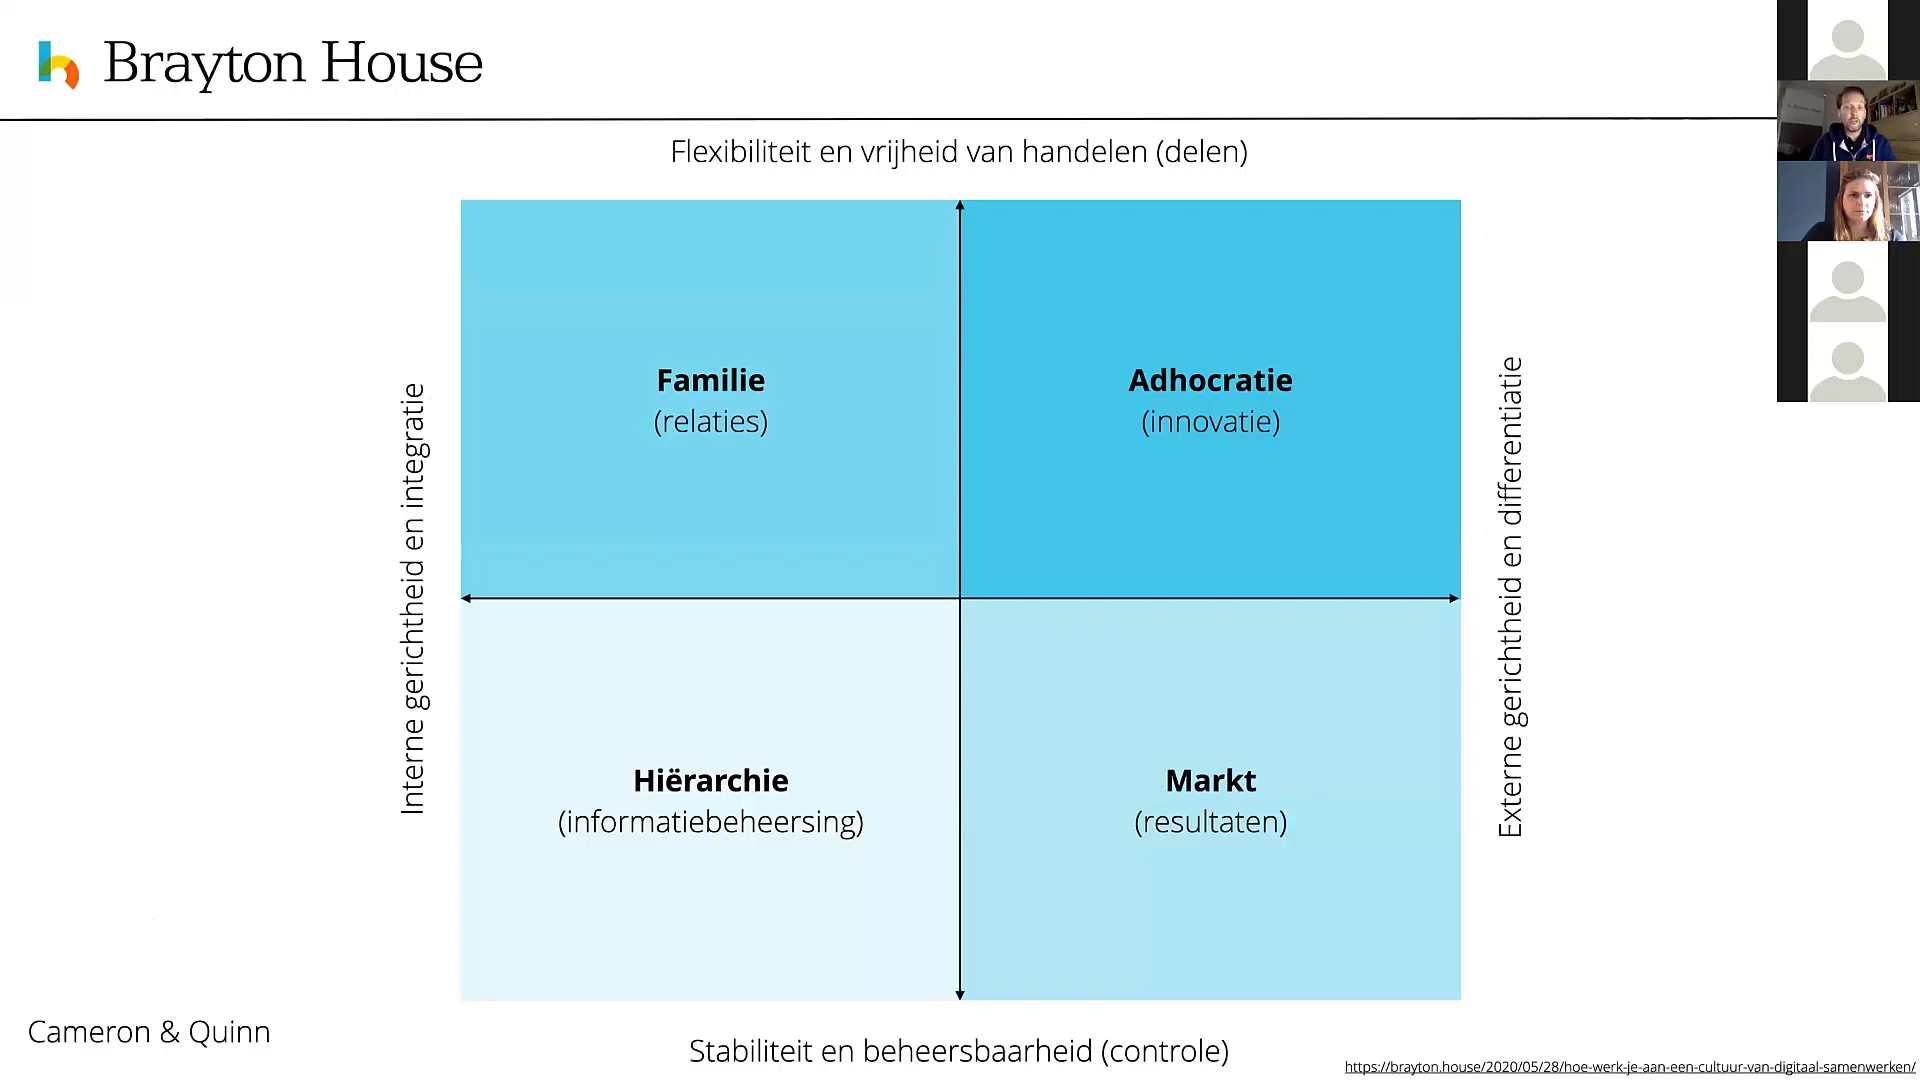 Brayton House
Flexibiliteit en vrijheid van handelen (delen)
Interne gerichtheid en integratie
Familie
(relaties)
Adhocratie
(innovatie)
Externe gerichtheid en differentiatie
Hiërarchie
(informatiebeheersing)
Markt
(resultaten)
Cameron & Quinn
Stabiliteit en beheersbaarheid (controle)
https://brayton.house/2020/05/28/hoe-werk-je-aan-een-cultuur-van-digitaal-samenwerken/